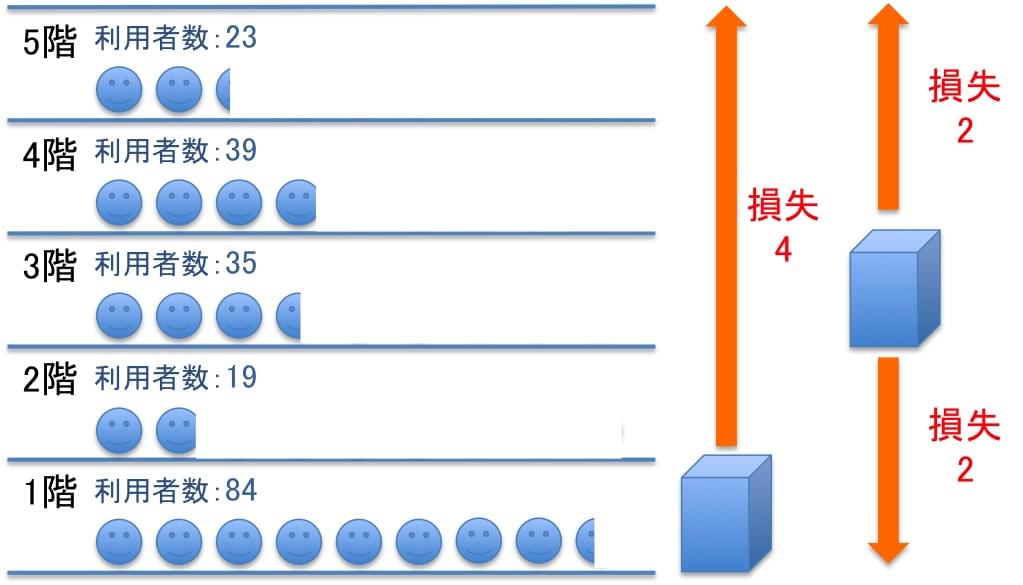 5階 利用者数:23
4階 利用者数:39
3階 利用者数:35
2階 利用者数:19
1階 利用者数:84
損失
4
損失
2
損失
2